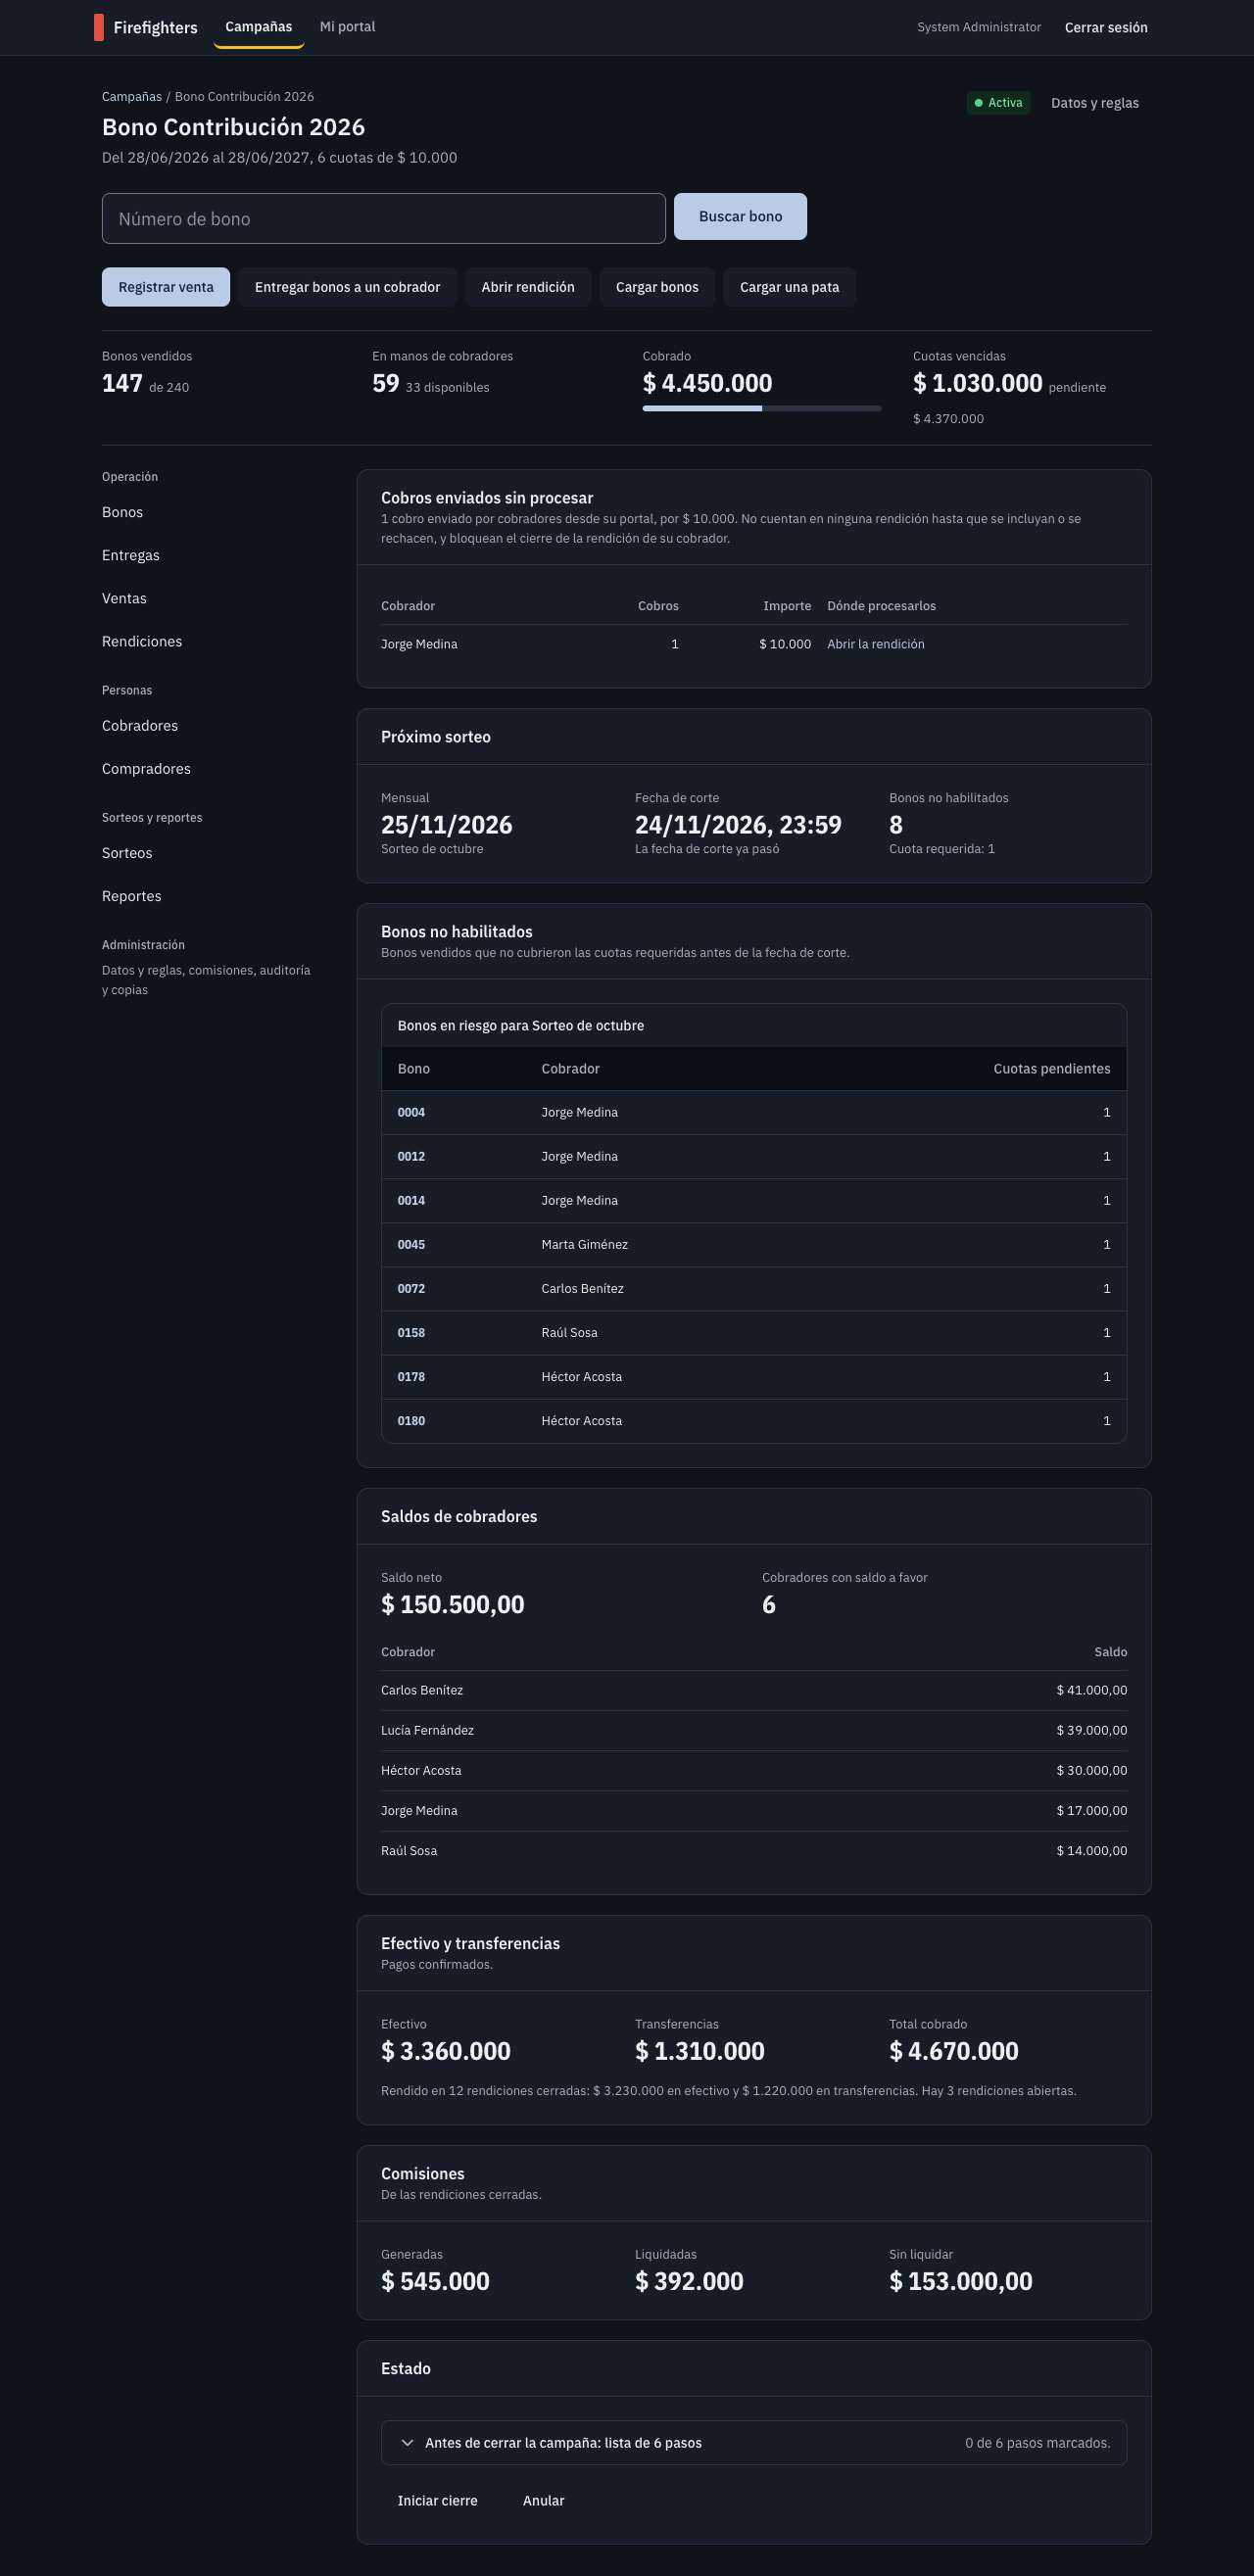 Firefighters Campañas Mi portal System Administrator Cerrar sesión
Campañas / Bono Contribución 2026
Activa Datos y reglas
Bono Contribución 2026
Del 28/06/2026 al 28/06/2027, 6 cuotas de $ 10.000
Número de bono Buscar bono
Registrar venta Entregar bonos a un cobrador Abrir rendición Cargar bonos Cargar una pata
Bonos vendidos En manos de cobradores Cobrado Cuotas vencidas
147 de 240 59 33 disponibles $ 4.450.000 $ 1.030.000 pendiente
$ 4.370.000
Operación
Bonos
Entregas
Ventas
Rendiciones
Personas
Cobradores
Compradores
Sorteos y reportes
Sorteos
Reportes
Administración
Datos y reglas, comisiones, auditoría
y copias
Cobros enviados sin procesar
1 cobro enviado por cobradores desde su portal, por $ 10.000. No cuentan en ninguna rendición hasta que se incluyan o se
rechacen, y bloquean el cierre de la rendición de su cobrador.
Cobrador Cobros Importe Dónde procesarlos
Jorge Medina 1 $ 10.000 Abrir la rendición
Próximo sorteo
Mensual Fecha de corte Bonos no habilitados
25/11/2026 24/11/2026, 23:59 8
Sorteo de octubre La fecha de corte ya pasó Cuota requerida: 1
Bonos no habilitados
Bonos vendidos que no cubrieron las cuotas requeridas antes de la fecha de corte.
Bonos en riesgo para Sorteo de octubre
Bono Cobrador Cuotas pendientes
0004 Jorge Medina 1
0012 Jorge Medina 1
0014 Jorge Medina 1
0045 Marta Giménez 1
0072 Carlos Benítez 1
0158 Raúl Sosa 1
0178 Héctor Acosta 1
0180 Héctor Acosta 1
Saldos de cobradores
Saldo neto Cobradores con saldo a favor
$ 150.500,00 6
Cobrador Saldo
Carlos Benítez $ 41.000,00
Lucía Fernández $ 39.000,00
Héctor Acosta $ 30.000,00
Jorge Medina $ 17.000,00
Raúl Sosa $ 14.000,00
Efectivo y transferencias
Pagos confirmados.
Efectivo Transferencias Total cobrado
$ 3.360.000 $ 1.310.000 $ 4.670.000
Rendido en 12 rendiciones cerradas: $ 3.230.000 en efectivo y $ 1.220.000 en transferencias. Hay 3 rendiciones abiertas.
Comisiones
De las rendiciones cerradas.
Generadas Liquidadas Sin liquidar
$ 545.000 $ 392.000 $ 153.000,00
Estado
Antes de cerrar la campaña: lista de 6 pasos 0 de 6 pasos marcados.
Iniciar cierre Anular